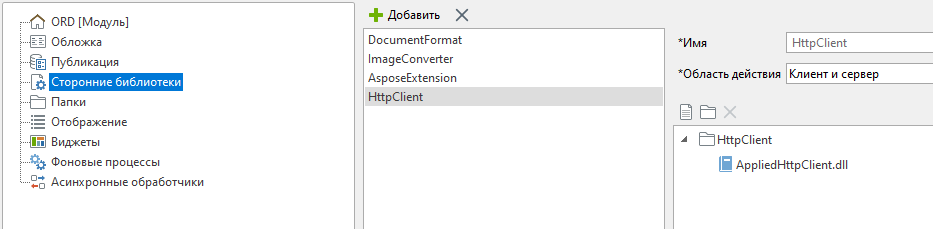 ORD [Модуль]
Обложка
Публикация
Сторонние библиотеки
Папки
Отображение
Виджеты
Фоновые процессы
Асинхронные обработчики
Добавить
DocumentFormat
ImageConverter
AsposeExtension
HttpClient
*Имя HttpClient
*Область действия Клиент и сервер
HttpClient
AppliedHttpClient.dll